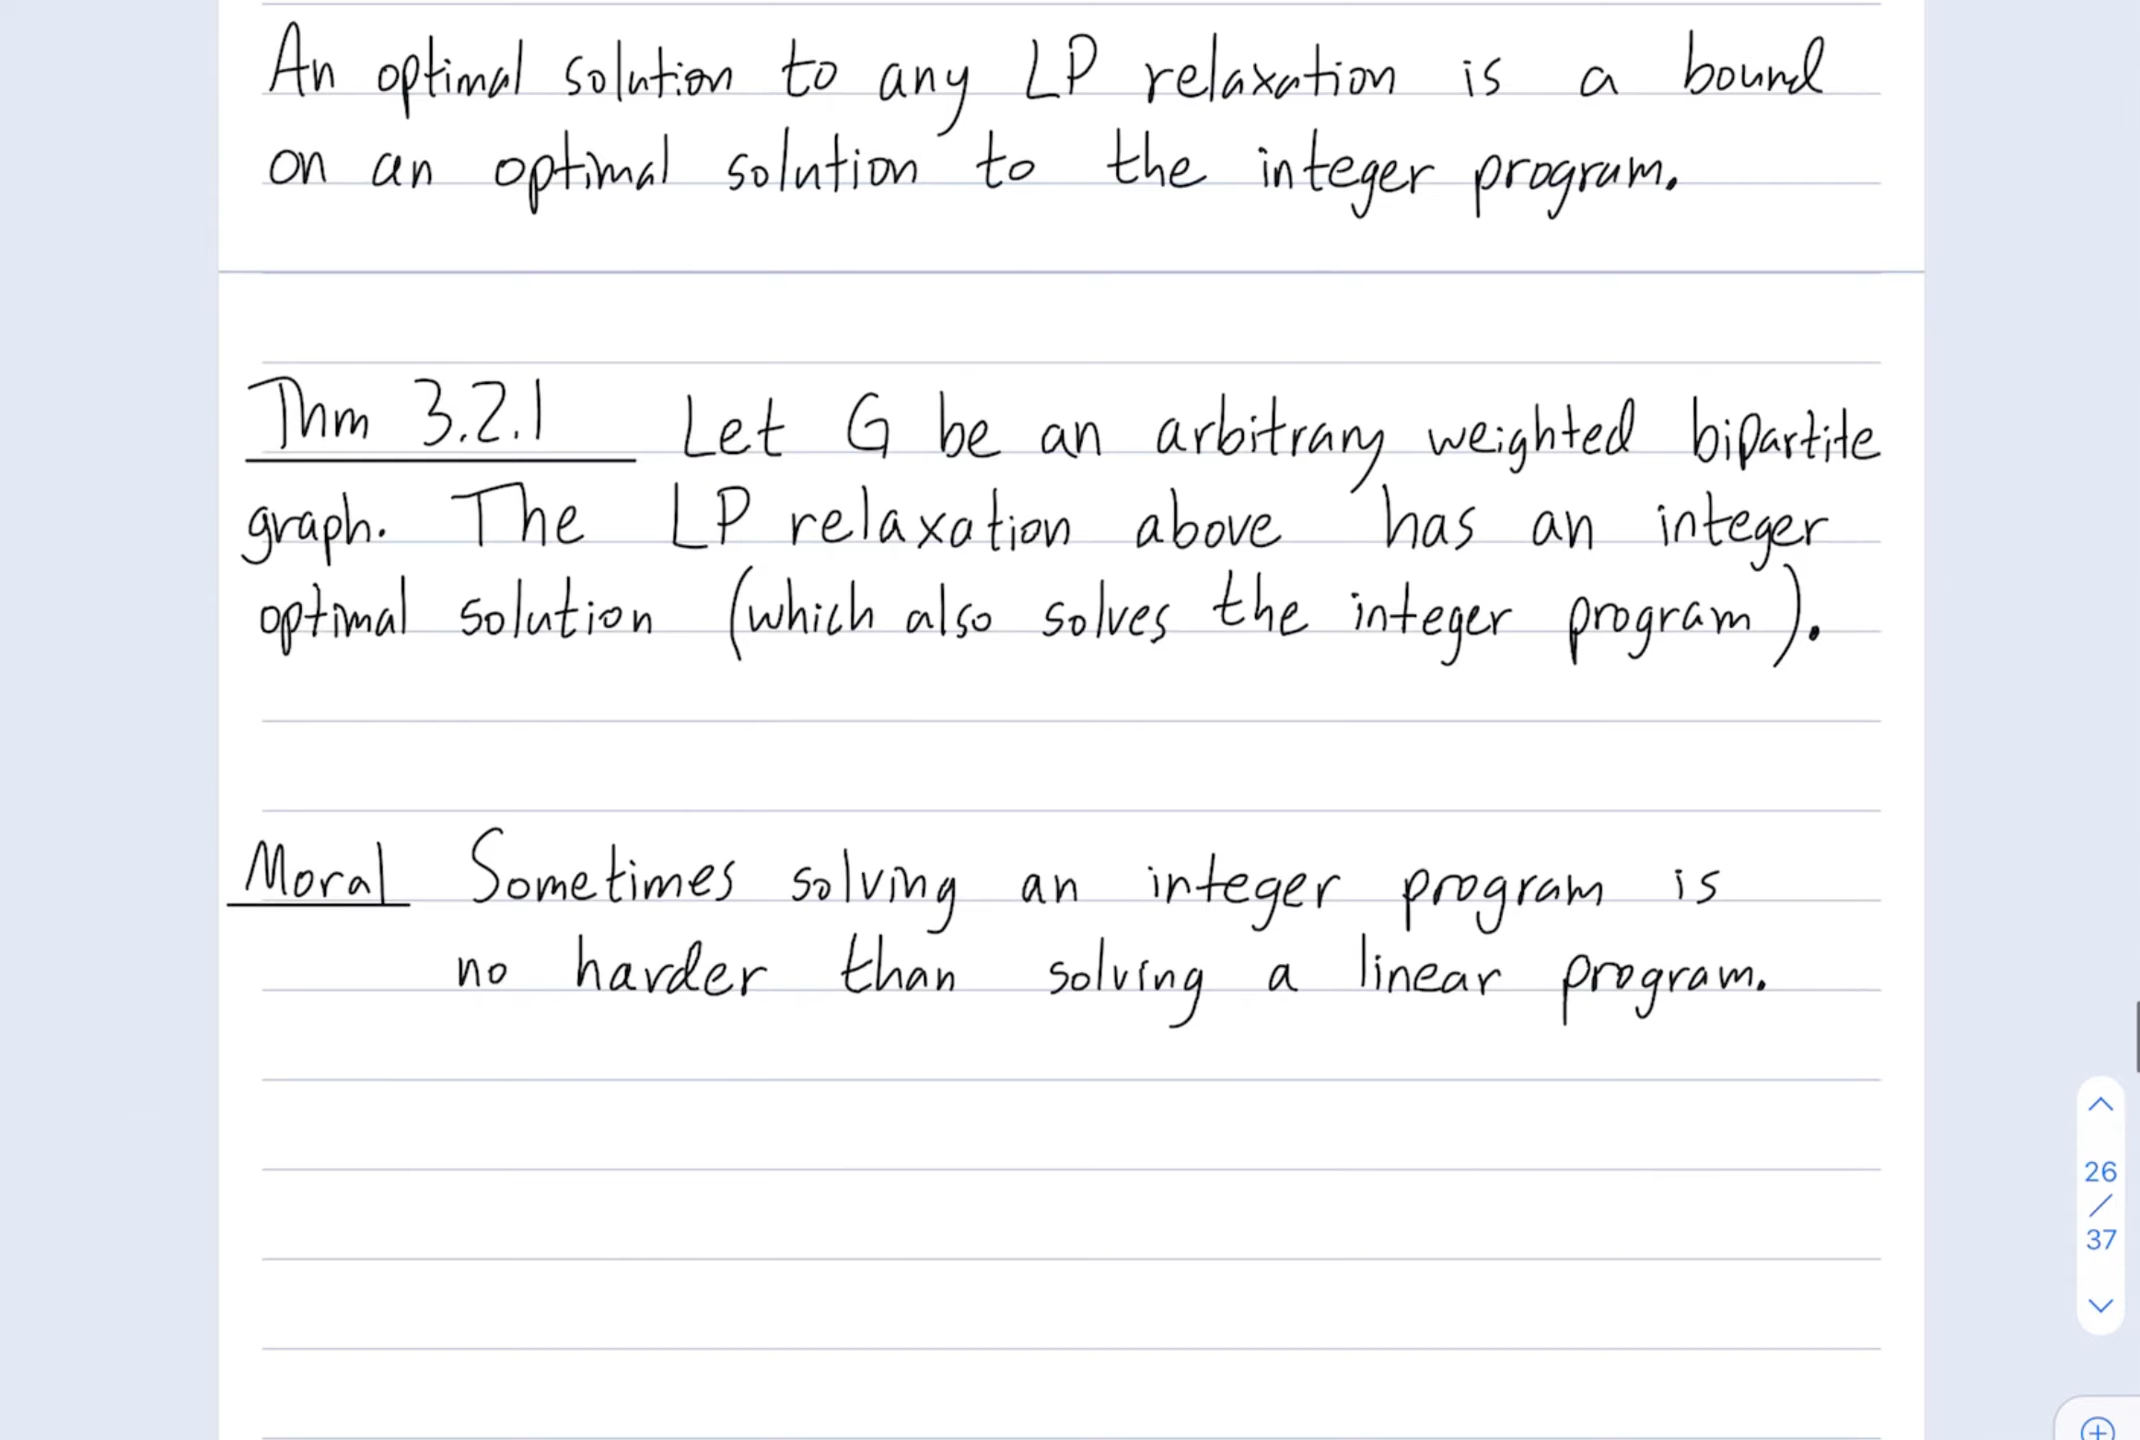 An optimal solution to any LP relaxation is a bound
on an optimal solution to the integer program.
Thm 3.2.1 Let G be an arbitrary weighted bipartite
graph. The LP relaxation above has an integer
optimal solution (which also solves the integer program).
Moral Sometimes solving an integer program is
no harder than solving a linear program.
26
/
37